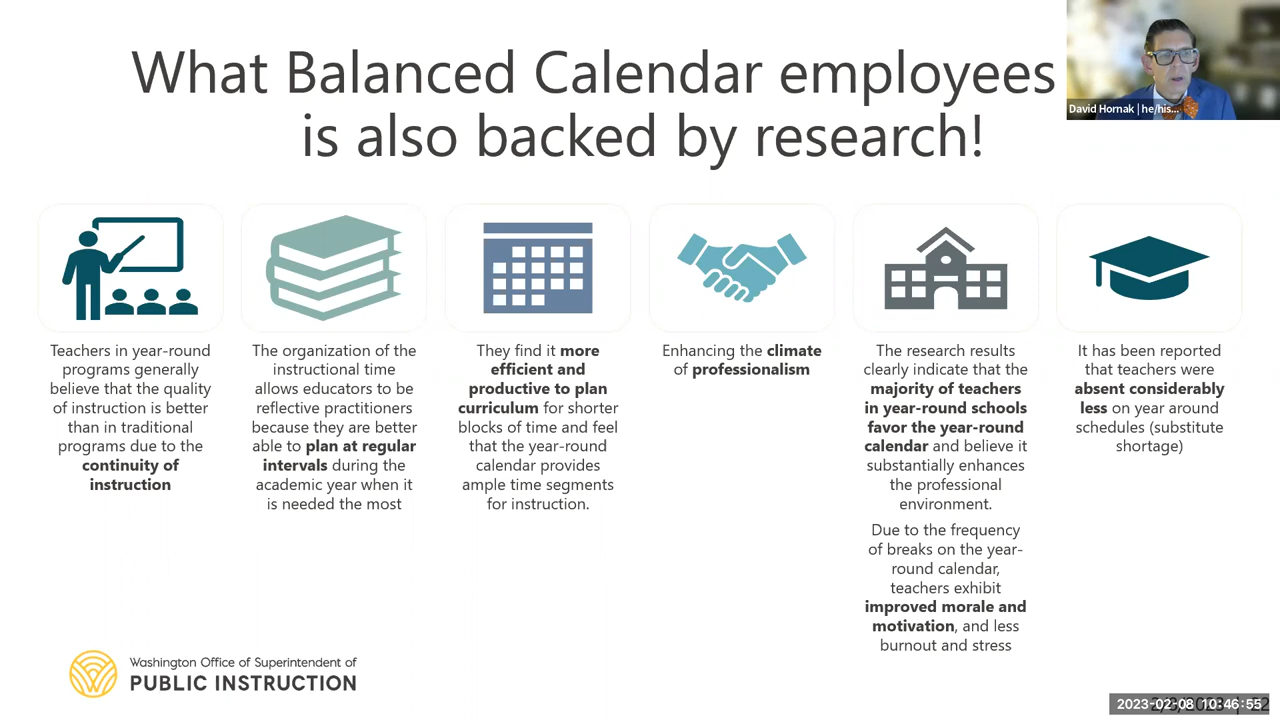 What Balanced Calendar employees
is also backed by research!
David Hornak | he/his...
Teachers in year-round
programs generally
believe that the quality
of instruction is better
than in traditional
programs due to the
continuity of
instruction
The organization of the
instructional time
allows educators to be
reflective practitioners
because they are better
able to plan at regular
intervals during the
academic year when it
is needed the most
They find it more
efficient and
productive to plan
curriculum for shorter
blocks of time and feel
that the year-round
calendar provides
ample time segments
for instruction.
Enhancing the climate
of professionalism
The research results
clearly indicate that the
majority of teachers
in year-round schools
favor the year-round
calendar and believe it
substantially enhances
the professional
environment.
Due to the frequency
of breaks on the year-
round calendar,
teachers exhibit
improved morale and
motivation, and less
burnout and stress
It has been reported
that teachers were
absent considerably
less on year around
schedules (substitute
shortage)
Washington Office of Superintendent of
PUBLIC INSTRUCTION
2023-02-08 10:46:55